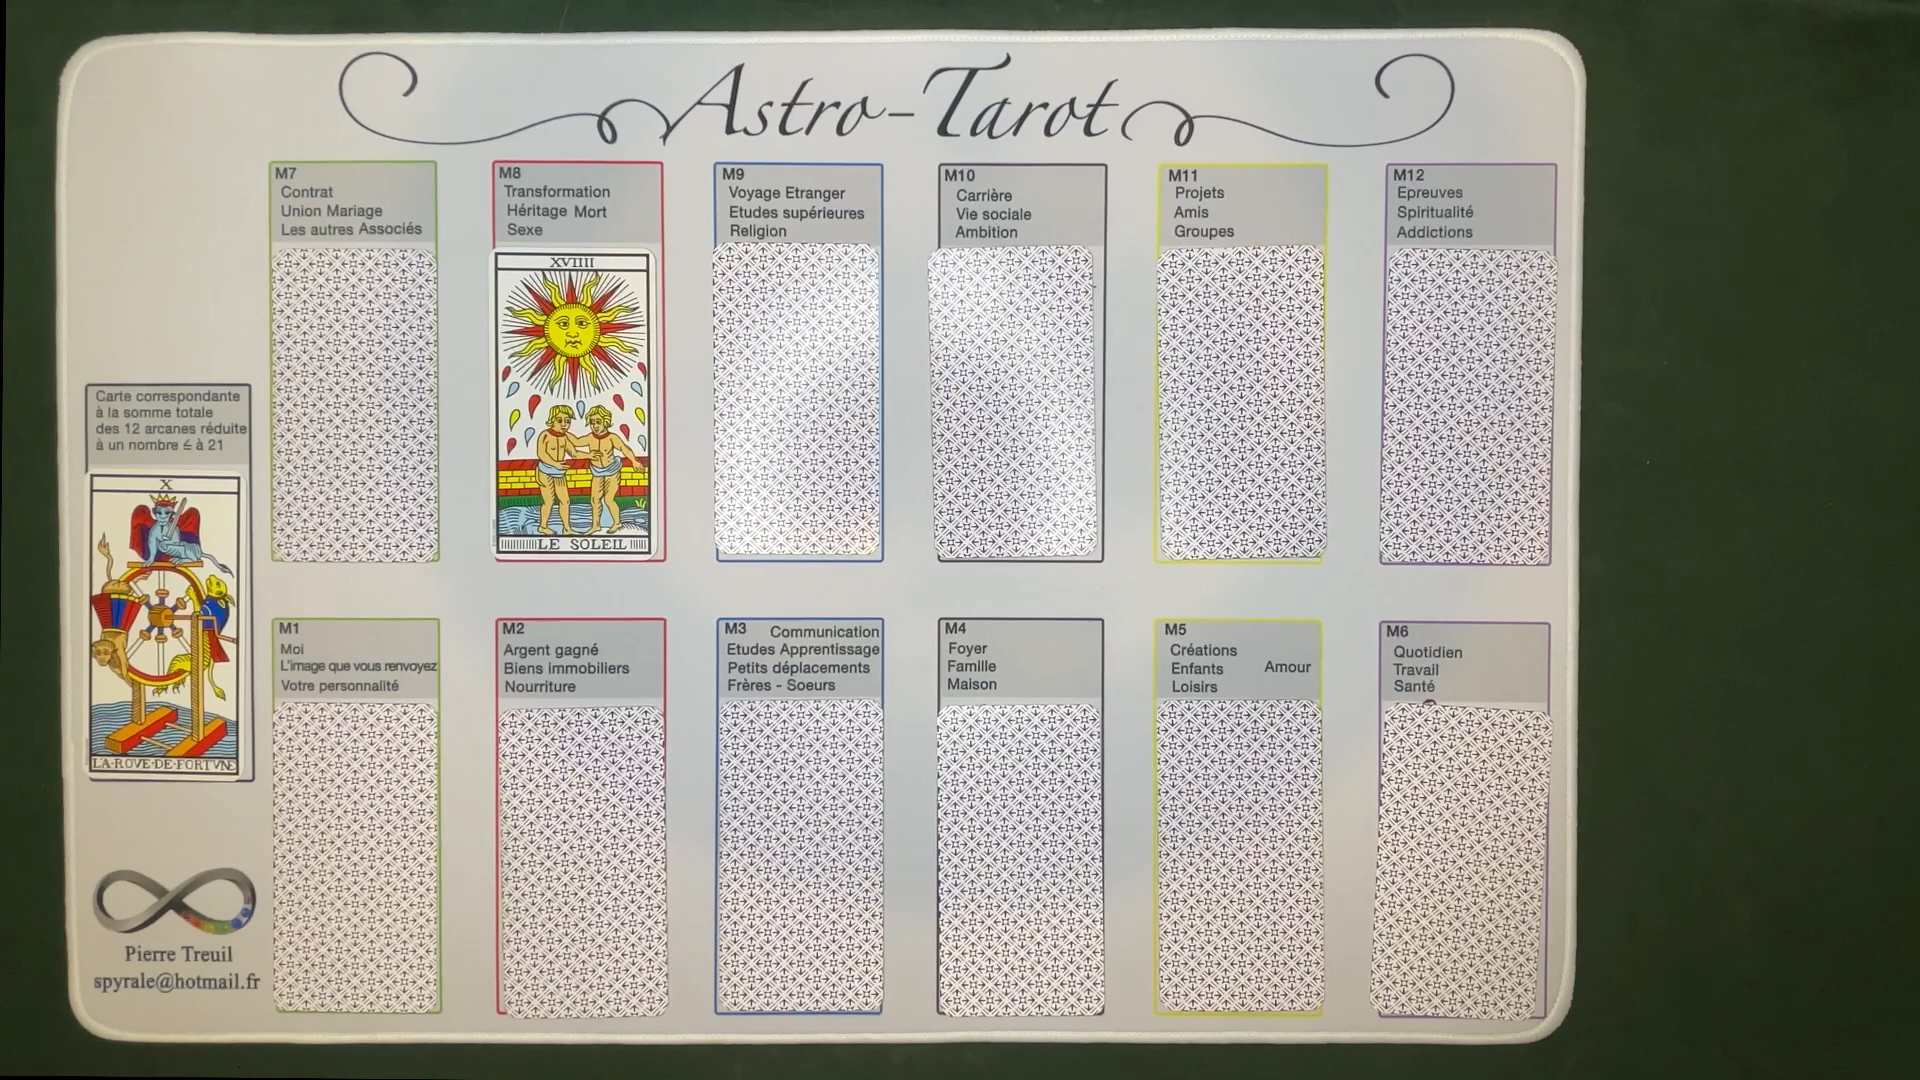 Astro-Tarot
M7
Contrat
Union Mariage
Les autres Associés
M8
Transformation
Héritage Mort
Sexe
XVIIII
LE SOLEIL
M9
Voyage Etranger
Etudes supérieures
Religion
M10
Carrière
Vie sociale
Ambition
M11
Projets
Amis
Groupes
M12
Epreuves
Spiritualité
Addictions
Carte correspondante
à la somme totale
des 12 arcanes réduite
à un nombre ≤ à 21
X
LA·ROVE·DE·FORTVNE
M1
Moi
L'image que vous renvoyez
Votre personnalité
M2
Argent gagné
Biens immobiliers
Nourriture
M3 Communication
Etudes Apprentissage
Petits déplacements
Frères - Soeurs
M4
Foyer
Famille
Maison
M5
Créations
Enfants Amour
Loisirs
M6
Quotidien
Travail
Santé
Pierre Treuil
spyrale@hotmail.fr